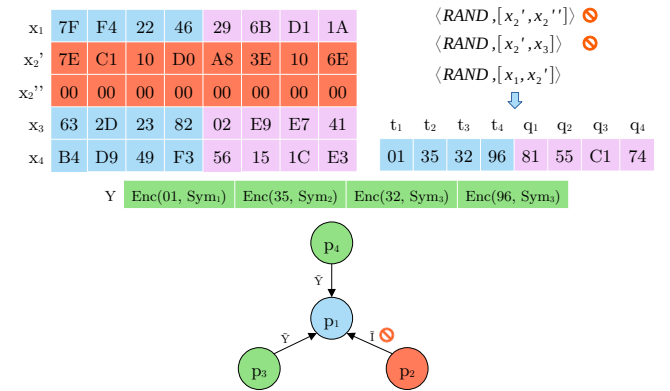 x₁ 7F F4 22 46 29 6B D1 1A
x₂' 7E C1 10 D0 A8 3E 10 6E
x₂'' 00 00 00 00 00 00 00 00
x₃ 63 2D 23 82 02 E9 E7 41
x₄ B4 D9 49 F3 56 15 1C E3
⟨RAND ,[x₂',x₂'']⟩
⟨RAND ,[x₂',x₃]⟩
⟨RAND ,[x₁,x₂']⟩
t₁ t₂ t₃ t₄ q₁ q₂ q₃ q₄
01 35 32 96 81 55 C1 74
Y Enc(01, Sym₁) Enc(35, Sym₂) Enc(32, Sym₃) Enc(96, Sym₃)
p₄
Ȳ
p₁
Ȳ Ī
p₃ p₂